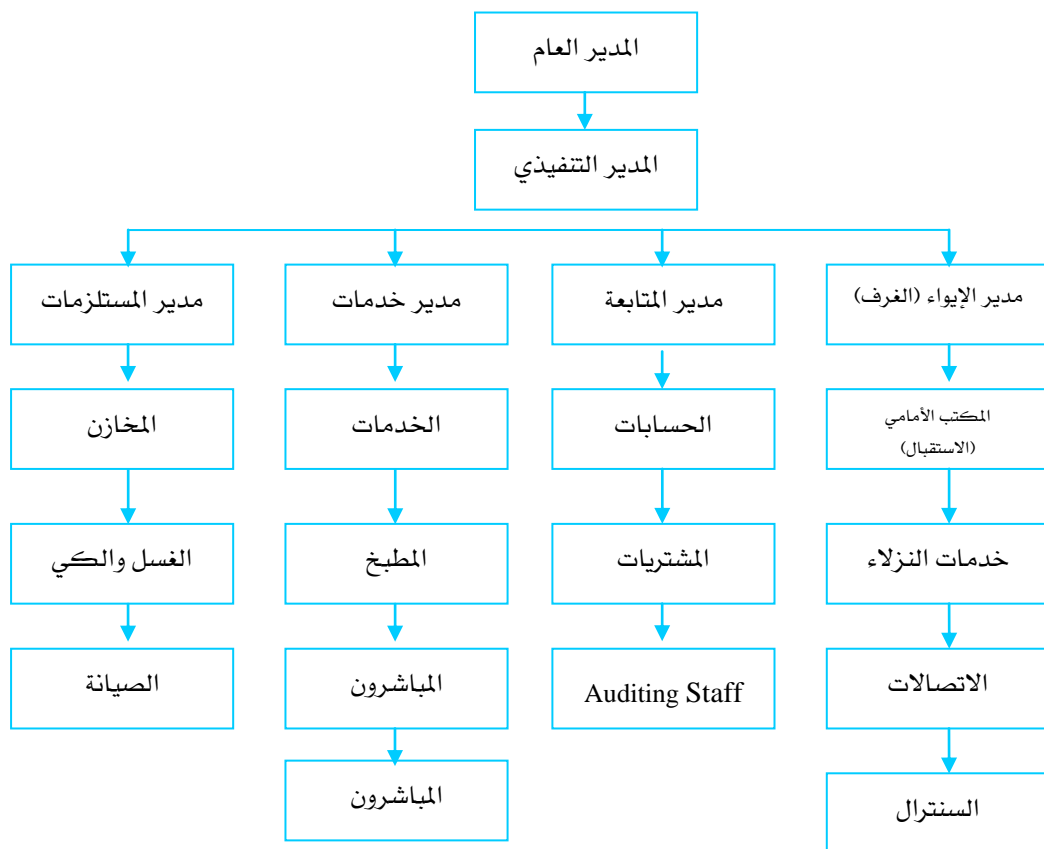 المدير العام
المدير التنفيذي
مدير الإيواء (الغرف)
مدير المتابعة
مدير خدمات
مدير المستلزمات
المكتب الأمامي
(الاستقبال)
الحسابات
الخدمات
المخازن
خدمات النزلاء
المشتريات
المطبخ
الغسل والكي
الاتصالات
Auditing Staff
المباشرون
الصيانة
السنترال
المباشرون